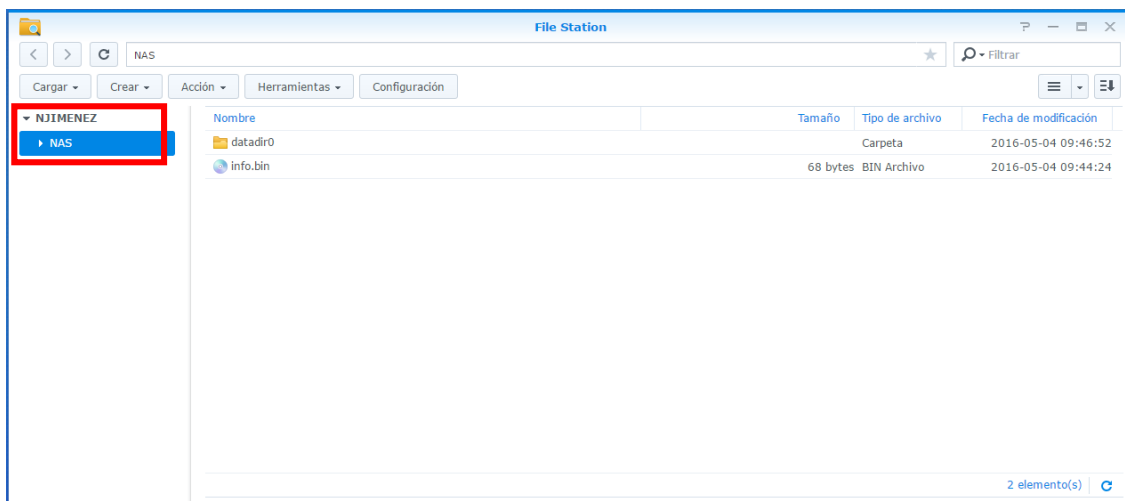 File Station
NAS
Filtrar
Cargar Crear Acción Herramientas Configuración
NJIMENEZ
NAS
Nombre Tamaño Tipo de archivo Fecha de modificación
datadir0 Carpeta 2016-05-04 09:46:52
info.bin 68 bytes BIN Archivo 2016-05-04 09:44:24
2 elemento(s)